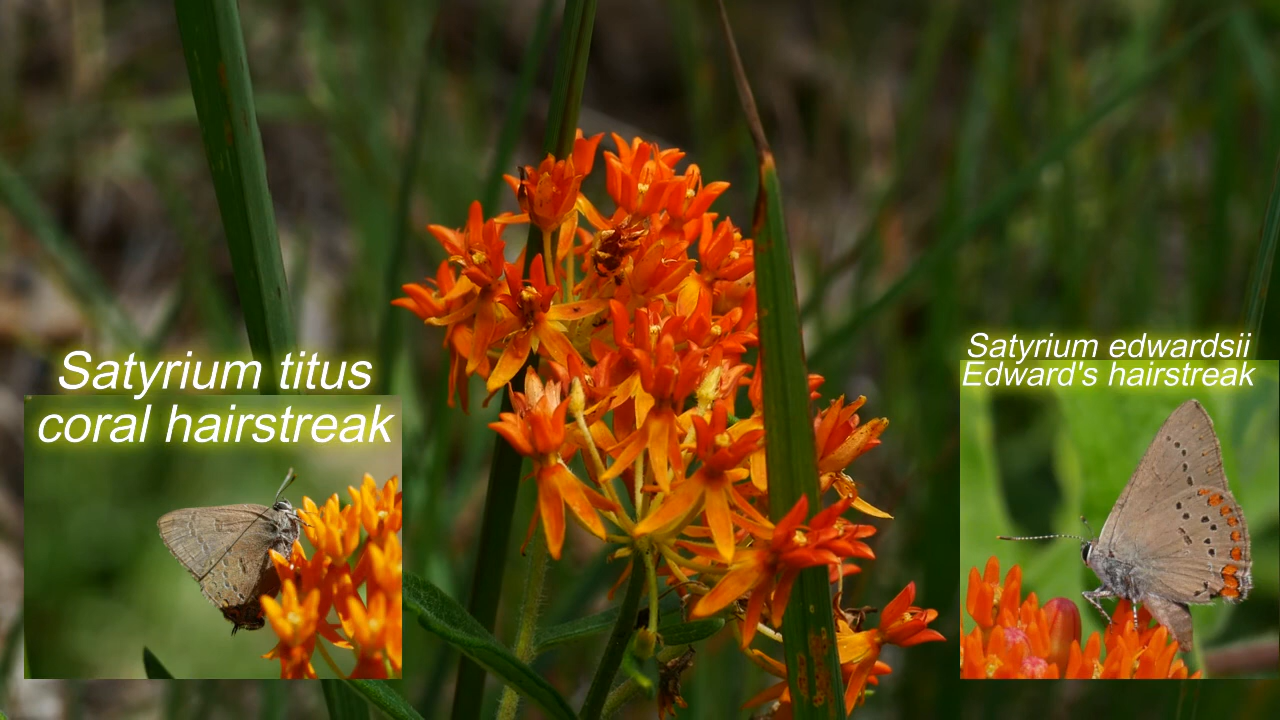 Satyrium titus
coral hairstreak
Satyrium edwardsii
Edward's hairstreak